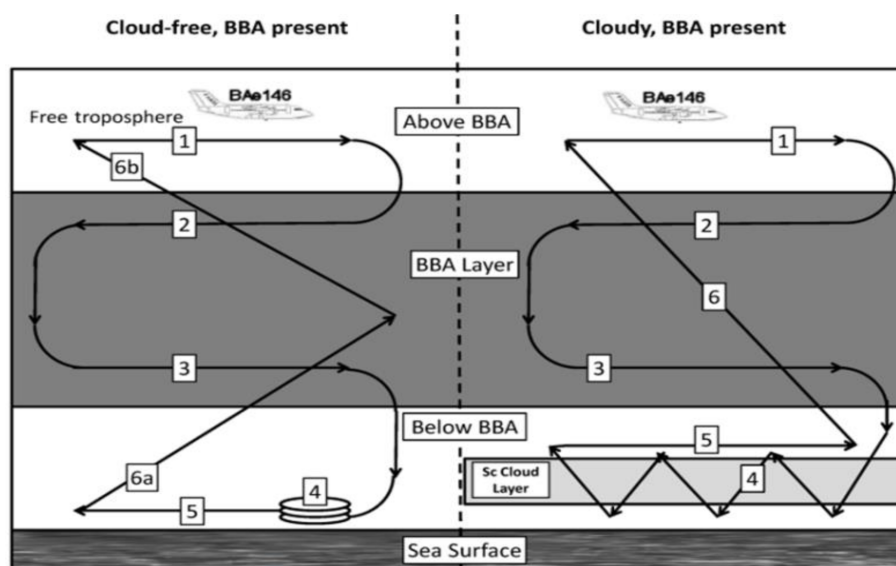 Cloud-free, BBA present
Cloudy, BBA present
BAe146
BAe146
Free troposphere
Above BBA
1
1
6b
2
2
BBA Layer
6
3
3
Below BBA
5
6a
4
Sc Cloud
Layer
4
5
Sea Surface